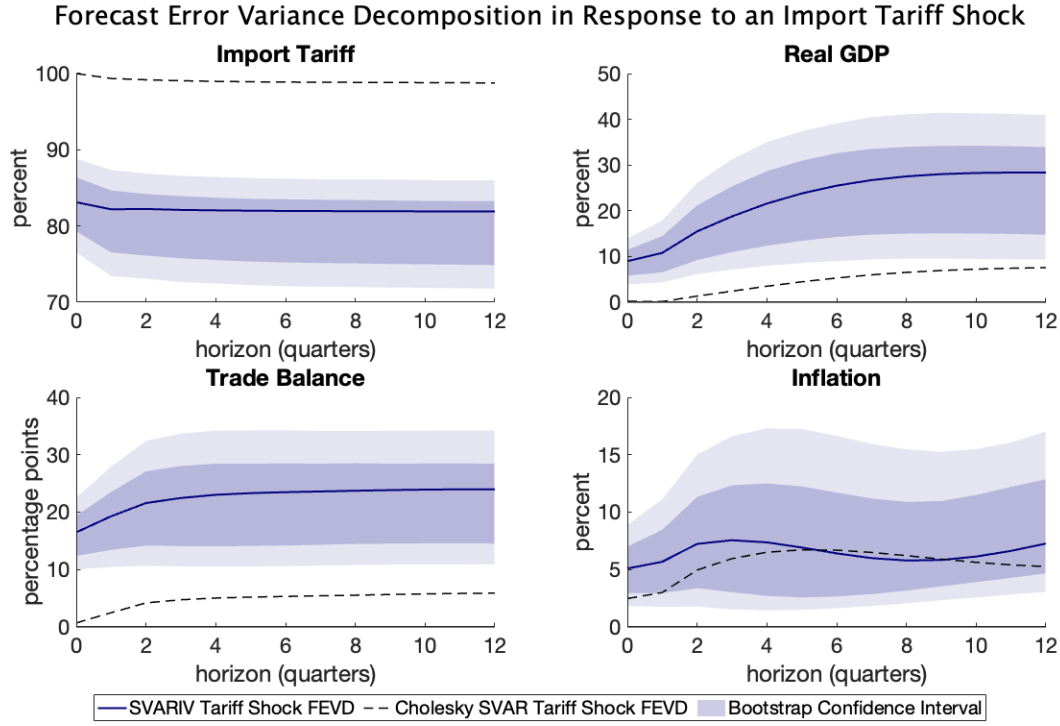 Forecast Error Variance Decomposition in Response to an Import Tariff Shock
Import Tariff
100
90
80
70
percent
0 2 4 6 8 10 12
horizon (quarters)
Real GDP
50
40
30
20
10
0
percent
0 2 4 6 8 10 12
horizon (quarters)
Trade Balance
40
30
20
10
0
percentage points
0 2 4 6 8 10 12
horizon (quarters)
Inflation
20
15
10
5
0
percent
0 2 4 6 8 10 12
horizon (quarters)
SVARIV Tariff Shock FEVD Cholesky SVAR Tariff Shock FEVD Bootstrap Confidence Interval